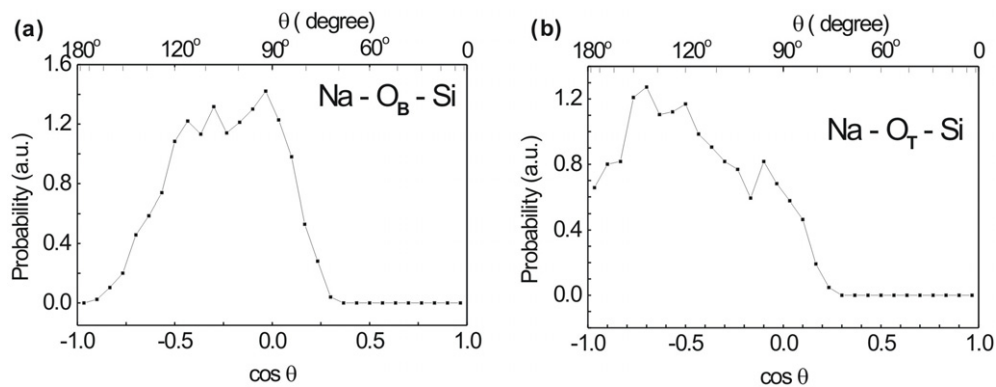 (a)
θ ( degree)
180° 120° 90° 60° 0
1.6
1.2
0.8
0.4
0.0
Probability (a.u.)
Na - O_B - Si
-1.0 -0.5 0.0 0.5 1.0
cos θ
(b)
θ (degree)
180° 120° 90° 60° 0
1.2
0.8
0.4
0.0
Probability (a.u.)
Na - O_T - Si
-1.0 -0.5 0.0 0.5 1.0
cos θ